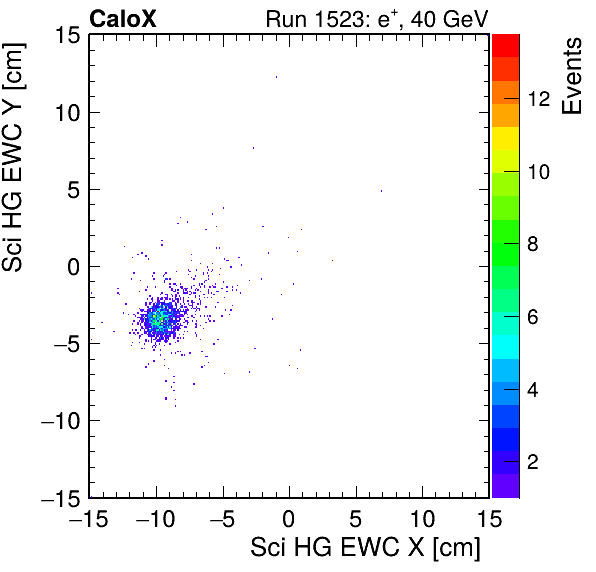 CaloX
Run 1523: e⁺, 40 GeV
Sci HG EWC Y [cm]
15
10
5
0
−5
−10
−15
−15 −10 −5 0 5 10 15
Sci HG EWC X [cm]
Events
12
10
8
6
4
2